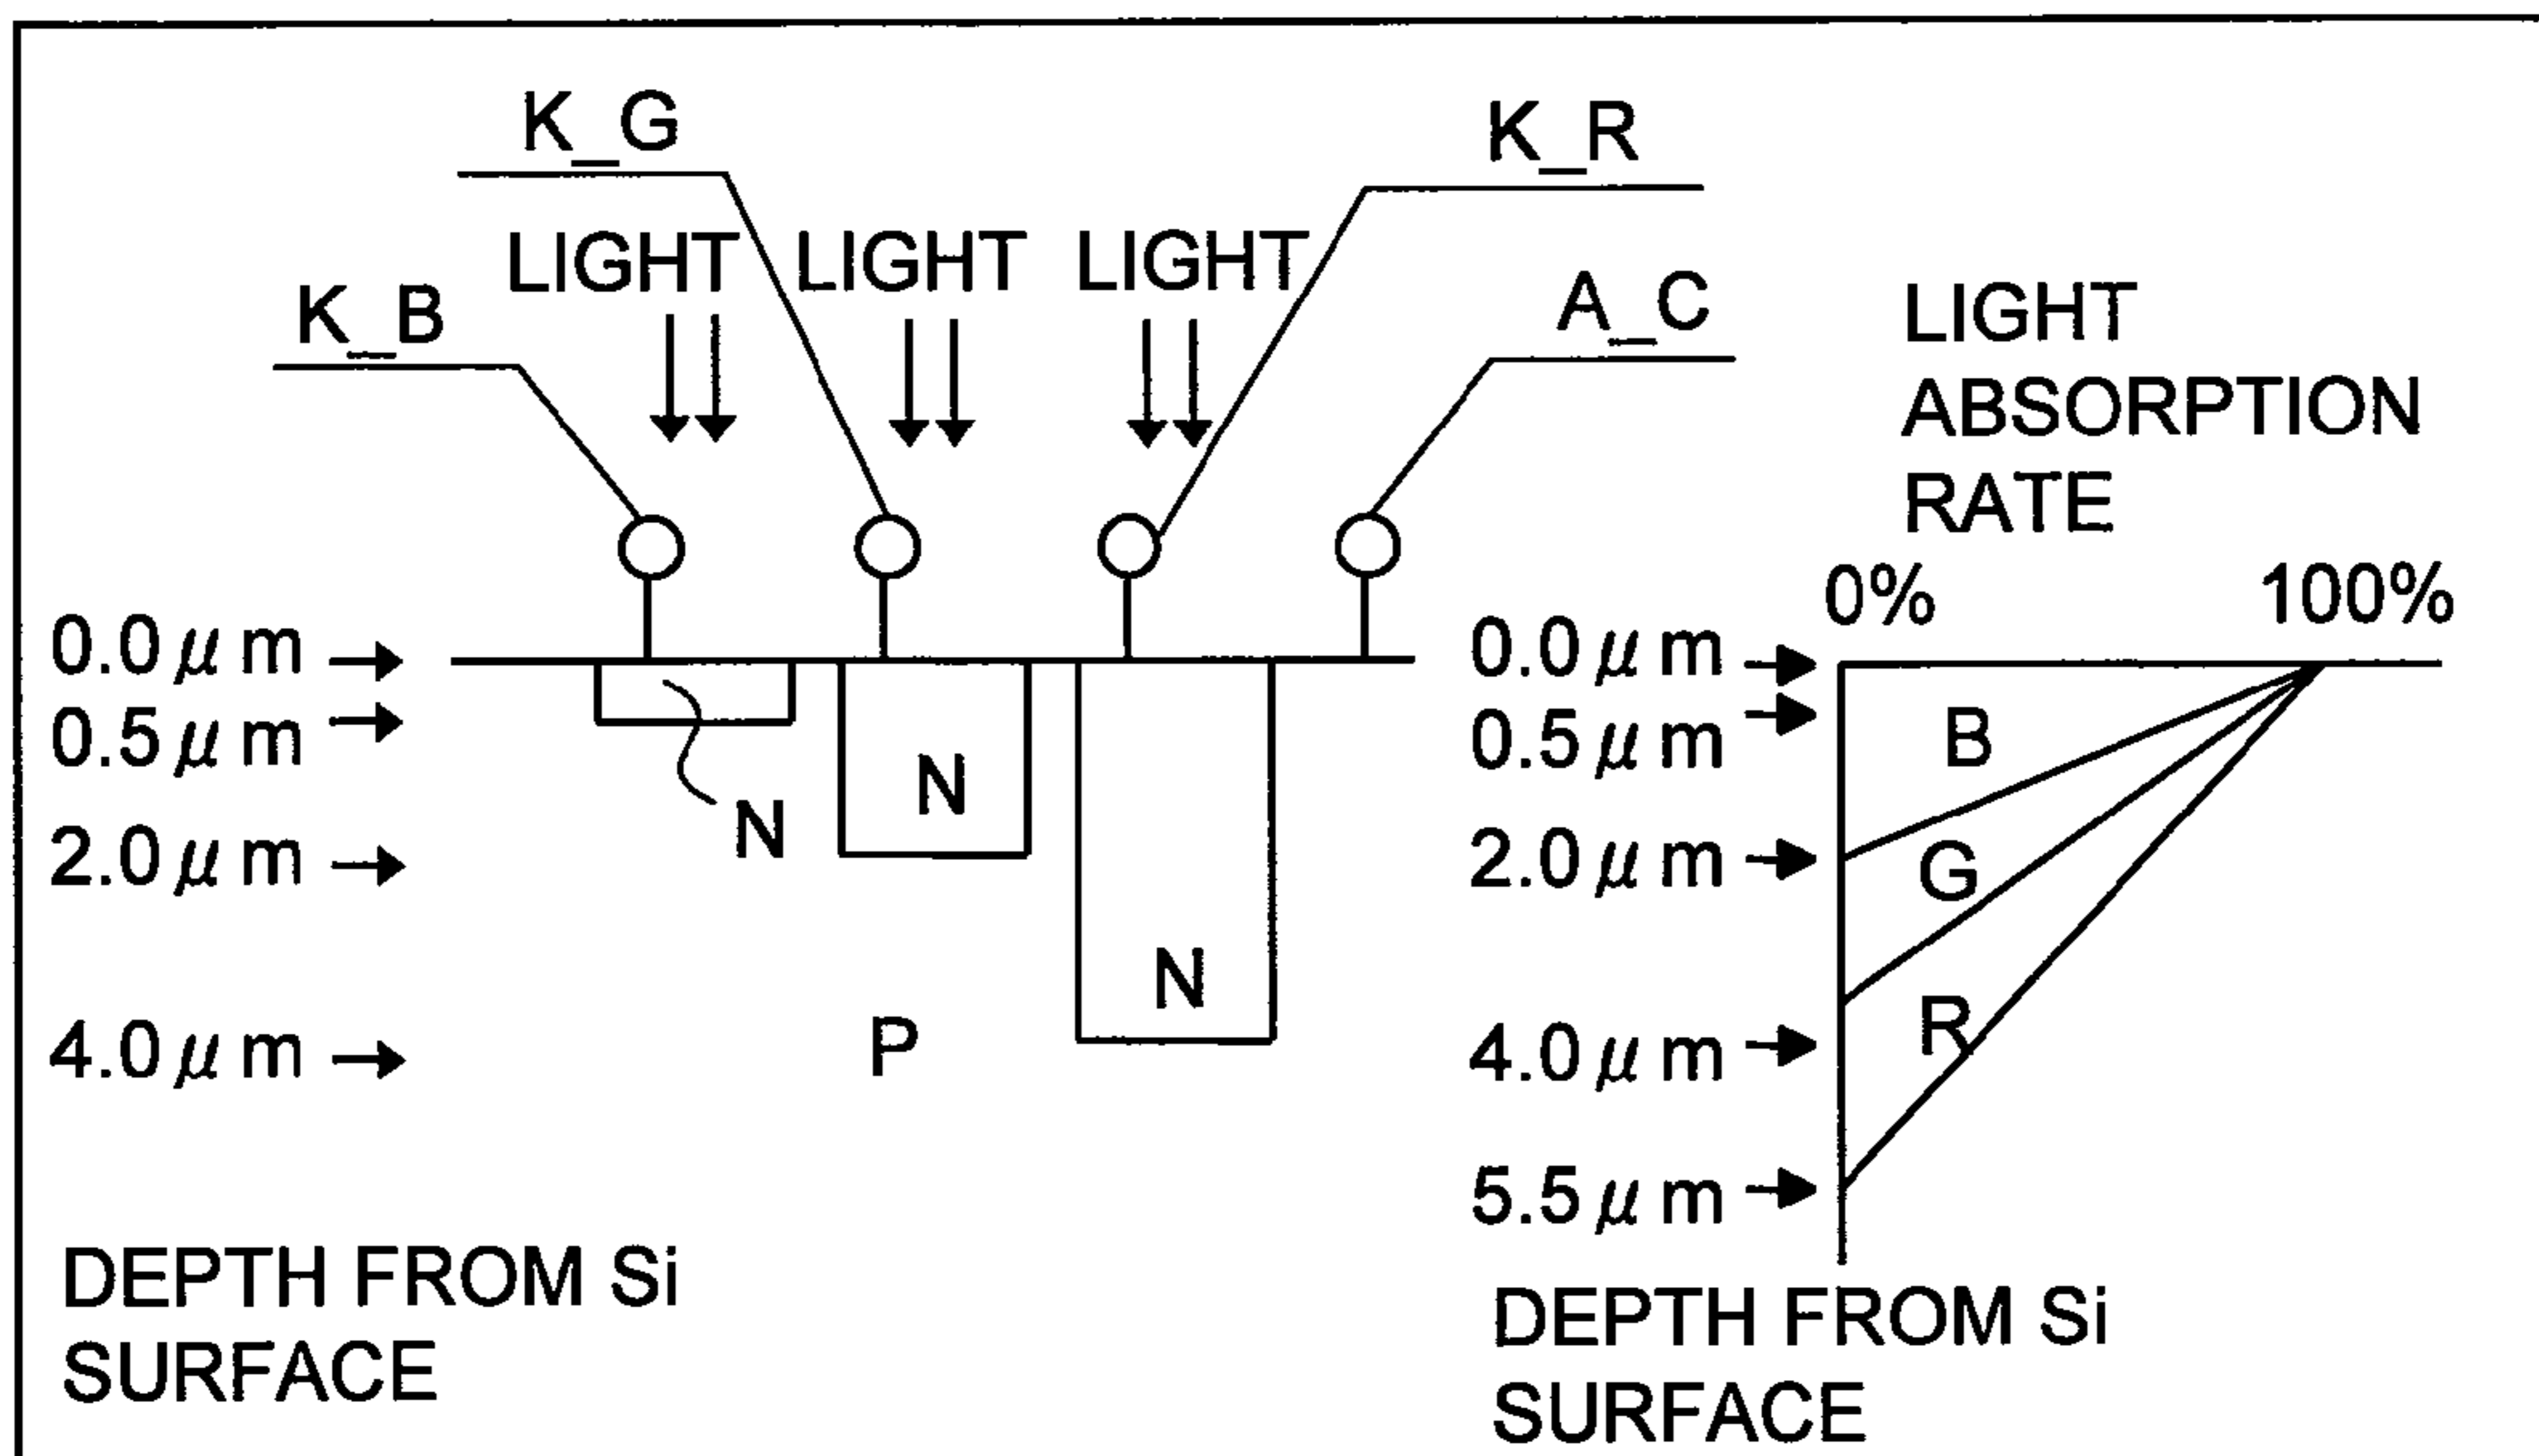 K_G
K_R
LIGHT LIGHT LIGHT
K_B
A_C
LIGHT
ABSORPTION
RATE
0% 100%
0.0μm
0.5μm
2.0μm
4.0μm
N
N
N
P
DEPTH FROM Si
SURFACE
0.0μm
0.5μm
2.0μm
4.0μm
5.5μm
B
G
R
DEPTH FROM Si
SURFACE